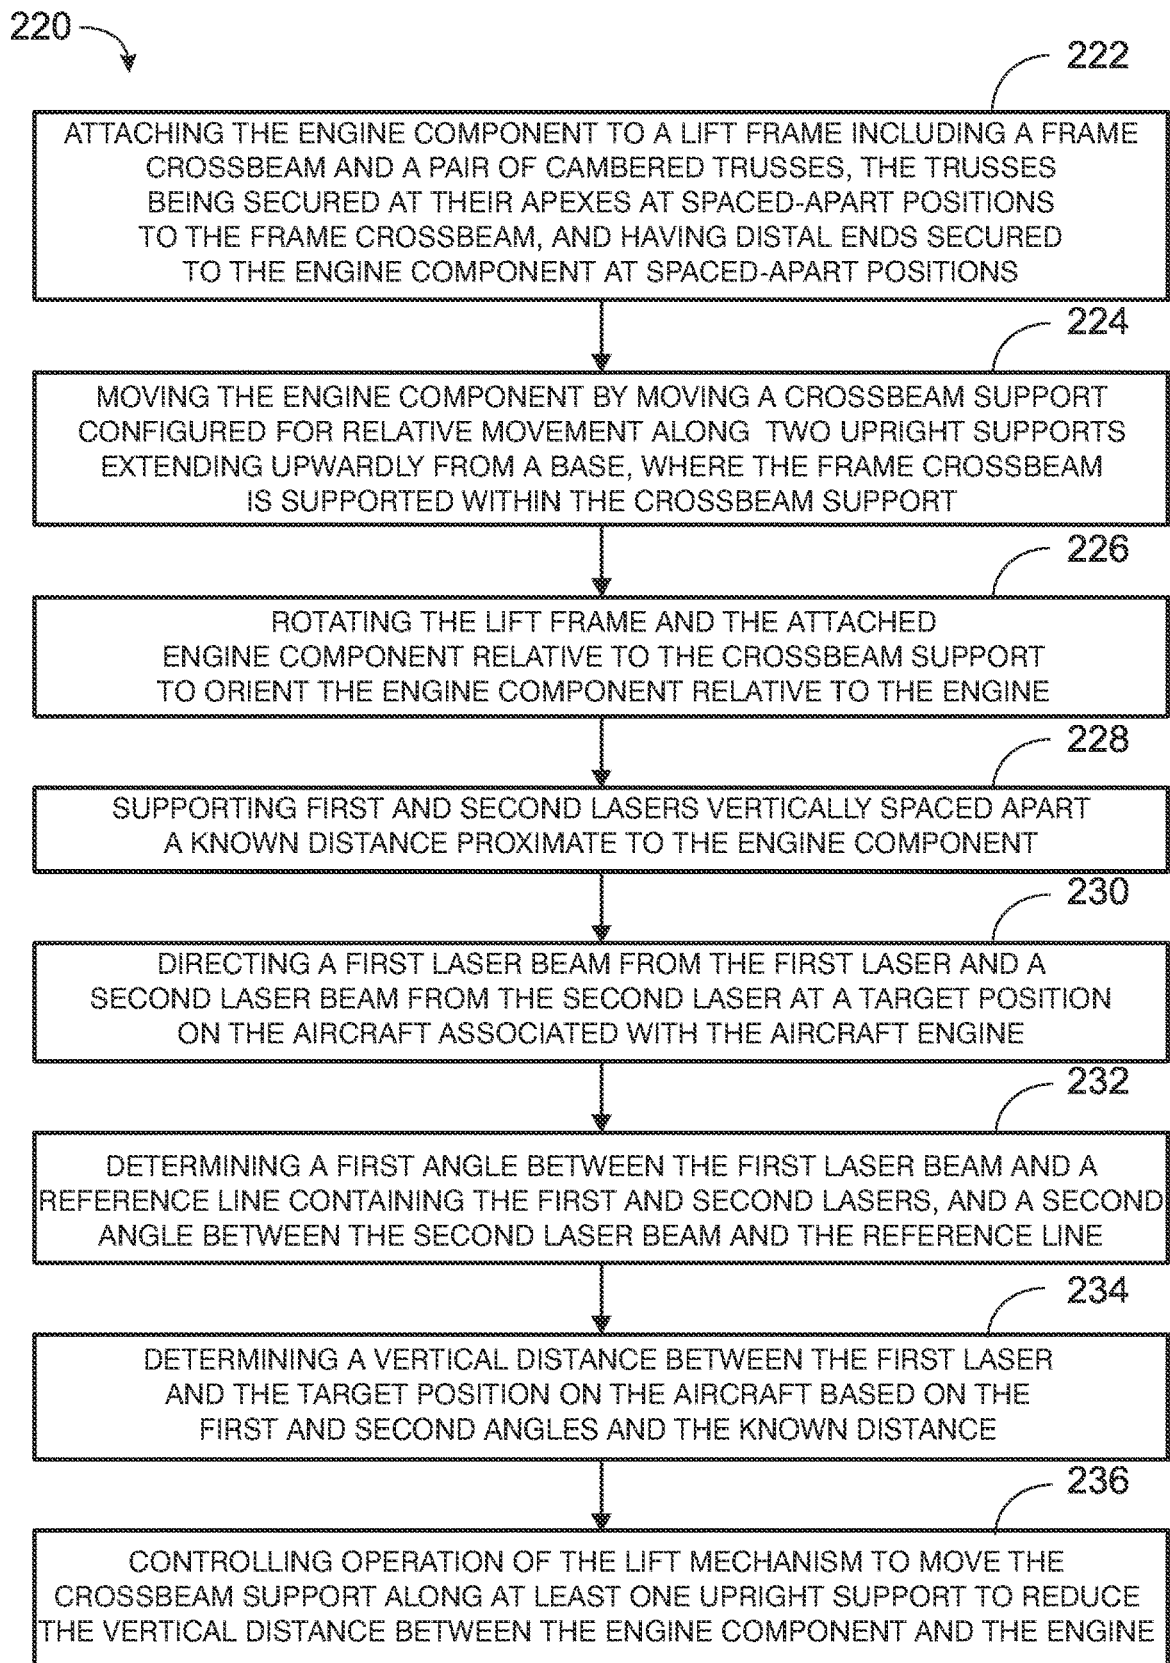 220
222
ATTACHING THE ENGINE COMPONENT TO A LIFT FRAME INCLUDING A FRAME
CROSSBEAM AND A PAIR OF CAMBERED TRUSSES, THE TRUSSES
BEING SECURED AT THEIR APEXES AT SPACED-APART POSITIONS
TO THE FRAME CROSSBEAM, AND HAVING DISTAL ENDS SECURED
TO THE ENGINE COMPONENT AT SPACED-APART POSITIONS
224
MOVING THE ENGINE COMPONENT BY MOVING A CROSSBEAM SUPPORT
CONFIGURED FOR RELATIVE MOVEMENT ALONG TWO UPRIGHT SUPPORTS
EXTENDING UPWARDLY FROM A BASE, WHERE THE FRAME CROSSBEAM
IS SUPPORTED WITHIN THE CROSSBEAM SUPPORT
226
ROTATING THE LIFT FRAME AND THE ATTACHED
ENGINE COMPONENT RELATIVE TO THE CROSSBEAM SUPPORT
TO ORIENT THE ENGINE COMPONENT RELATIVE TO THE ENGINE
228
SUPPORTING FIRST AND SECOND LASERS VERTICALLY SPACED APART
A KNOWN DISTANCE PROXIMATE TO THE ENGINE COMPONENT
230
DIRECTING A FIRST LASER BEAM FROM THE FIRST LASER AND A
SECOND LASER BEAM FROM THE SECOND LASER AT A TARGET POSITION
ON THE AIRCRAFT ASSOCIATED WITH THE AIRCRAFT ENGINE
232
DETERMINING A FIRST ANGLE BETWEEN THE FIRST LASER BEAM AND A
REFERENCE LINE CONTAINING THE FIRST AND SECOND LASERS, AND A SECOND
ANGLE BETWEEN THE SECOND LASER BEAM AND THE REFERENCE LINE
234
DETERMINING A VERTICAL DISTANCE BETWEEN THE FIRST LASER
AND THE TARGET POSITION ON THE AIRCRAFT BASED ON THE
FIRST AND SECOND ANGLES AND THE KNOWN DISTANCE
236
CONTROLLING OPERATION OF THE LIFT MECHANISM TO MOVE THE
CROSSBEAM SUPPORT ALONG AT LEAST ONE UPRIGHT SUPPORT TO REDUCE
THE VERTICAL DISTANCE BETWEEN THE ENGINE COMPONENT AND THE ENGINE